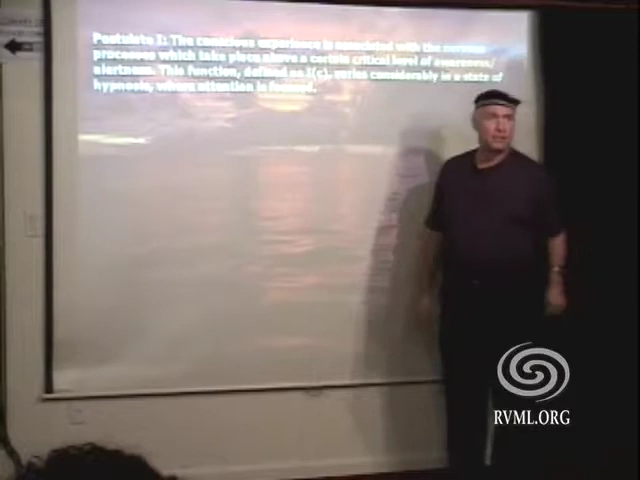 Postulate I: The conscious experience is associated with the nervous
processes which take place above a certain critical level of awareness/
alertness. This function, defined as I(c), varies considerably in a state of
hypnosis, where attention is focused.
RVML.ORG